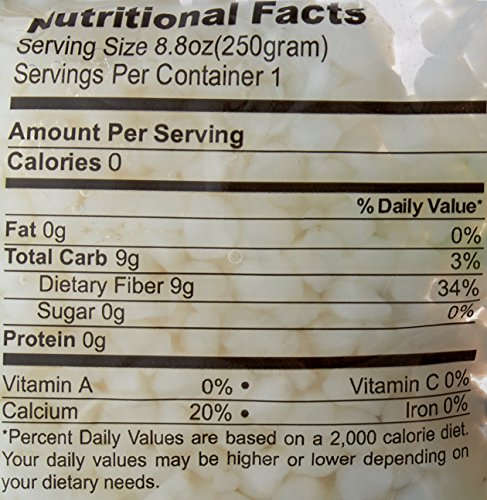 Nutritional Facts
Serving Size 8.8oz(250gram)
Servings Per Container 1
Amount Per Serving
Calories 0
% Daily Value*
Fat 0g 0%
Total Carb 9g 3%
Dietary Fiber 9g 34%
Sugar 0g 0%
Protein 0g
Vitamin A 0% • Vitamin C 0%
Calcium 20% • Iron 0%
*Percent Daily Values are based on a 2,000 calorie diet.
Your daily values may be higher or lower depending on
your dietary needs.